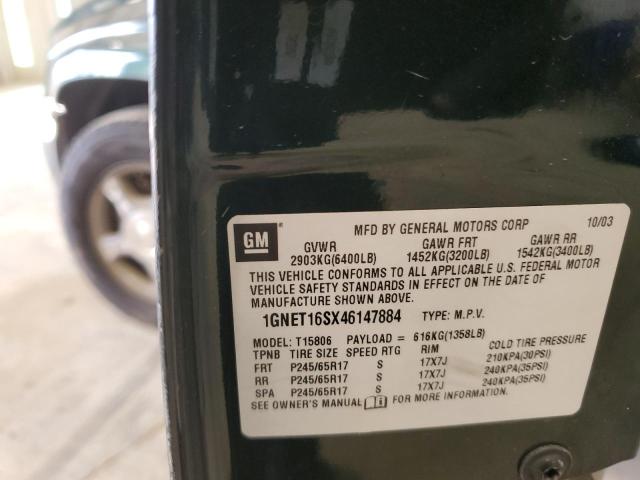 GM
MFD BY GENERAL MOTORS CORP 10/03
GVWR GAWR FRT GAWR RR
2903KG(6400LB) 1452KG(3200LB) 1542KG(3400LB)
THIS VEHICLE CONFORMS TO ALL APPLICABLE U.S. FEDERAL MOTOR
VEHICLE SAFETY STANDARDS IN EFFECT ON THE DATE OF
MANUFACTURE SHOWN ABOVE.
1GNET16SX46147884 TYPE: M.P.V.
MODEL: T15806 PAYLOAD = 616KG(1358LB)
TPNB TIRE SIZE SPEED RTG RIM COLD TIRE PRESSURE
FRT P245/65R17 S 17X7J 210KPA(30PSI)
RR P245/65R17 S 17X7J 240KPA(35PSI)
SPA P245/65R17 S 17X7J 240KPA(35PSI)
SEE OWNER'S MANUAL FOR MORE INFORMATION.